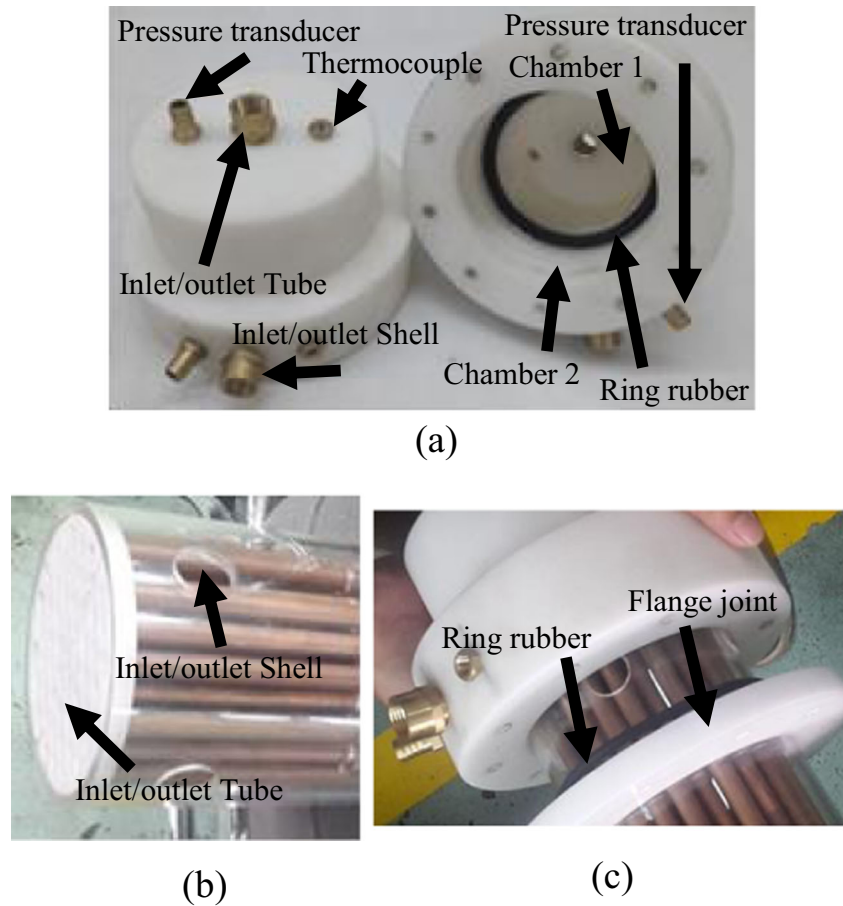 Pressure transducer
Pressure transducer
Thermocouple
Chamber 1
Inlet/outlet Tube
Inlet/outlet Shell
Chamber 2
Ring rubber
(a)
Inlet/outlet Shell
Inlet/outlet Tube
Flange joint
Ring rubber
(b)
(c)